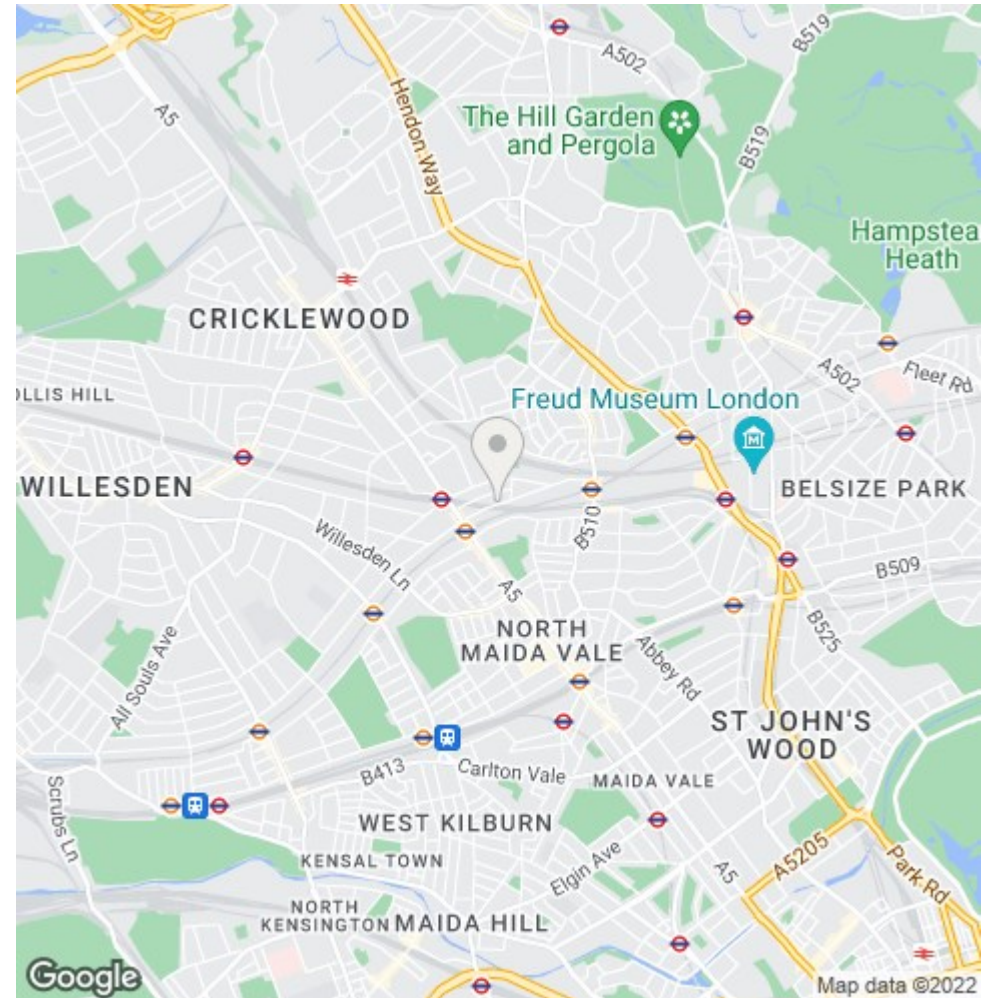 B519
A502
A5
Hendon Way
The Hill Garden
and Pergola
B519
Hampstea
Heath
CRICKLEWOOD
A502
Fleet Rd
OLLIS HILL
Freud Museum London
M
WILLESDEN
BELSIZE PARK
B510
Willesden Ln
A5
B509
NORTH
MAIDA VALE
Abbey Rd
B525
All Souls Ave
ST JOHN'S
WOOD
B413
Carlton Vale
MAIDA VALE
Scrubs Ln
WEST KILBURN
KENSAL TOWN
Elgin Ave
A5
A5205
Park Rd
NORTH
KENSINGTON
MAIDA HILL
Google
Map data ©2022